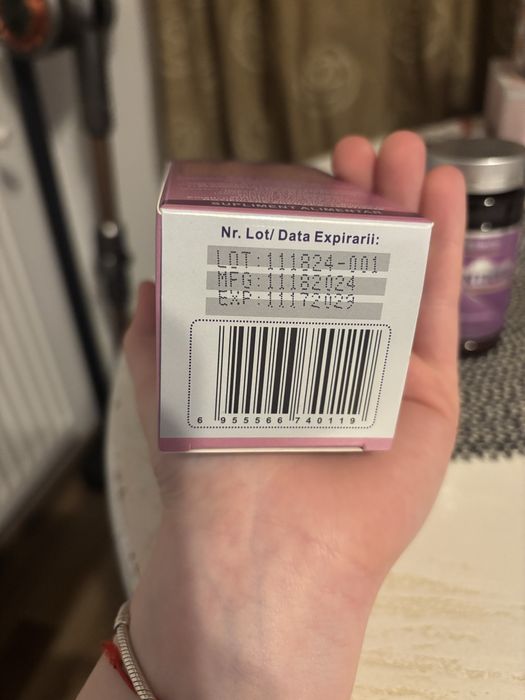 SUPLIMENT ALIMENTAR
Nr. Lot/ Data Expirarii:
LOT:111824-001
MFG:11182024
EXP:11172029
6 955566 740119